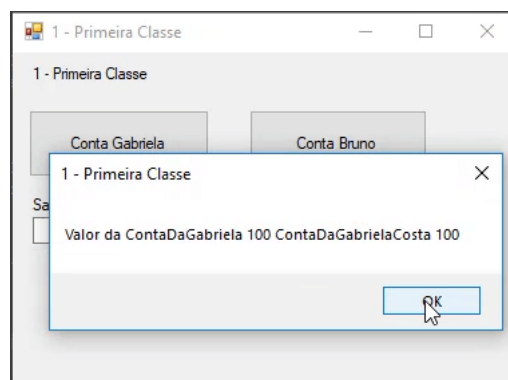 1 - Primeira Classe
1 - Primeira Classe
Conta Gabriela
Conta Bruno
1 - Primeira Classe
Sa
Valor da ContaDaGabriela 100 ContaDaGabrielaCosta 100
OK